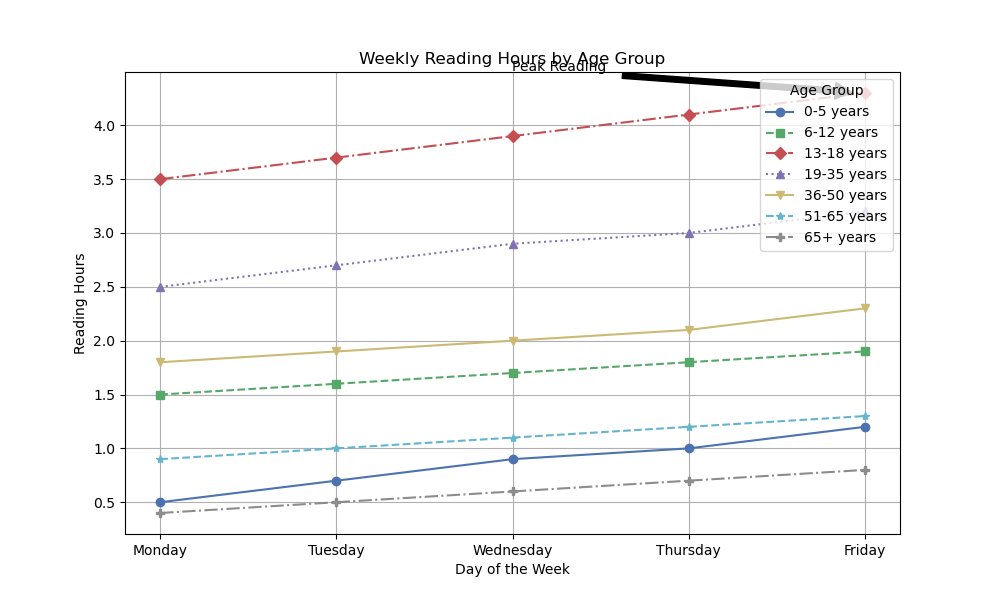 Weekly Reading Hours by Age Group
Peak Reading
Age Group
0-5 years
6-12 years
13-18 years
19-35 years
36-50 years
51-65 years
65+ years
Reading Hours
4.0
3.5
3.0
2.5
2.0
1.5
1.0
0.5
Monday Tuesday Wednesday Thursday Friday
Day of the Week